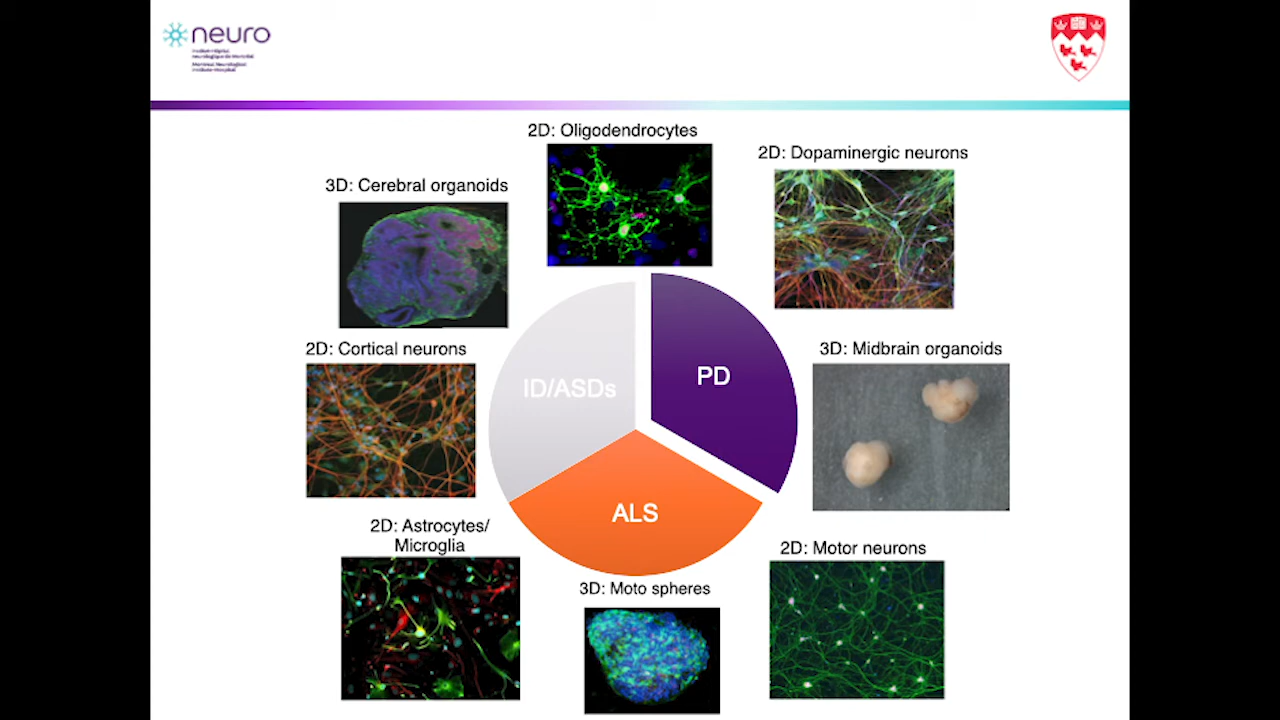 neuro
Institut-Hôpital
neurologique de Montréal
Montreal Neurological
Institute-Hospital
2D: Oligodendrocytes
2D: Dopaminergic neurons
3D: Cerebral organoids
2D: Cortical neurons
3D: Midbrain organoids
ID/ASDs
PD
ALS
2D: Astrocytes/
Microglia
2D: Motor neurons
3D: Moto spheres